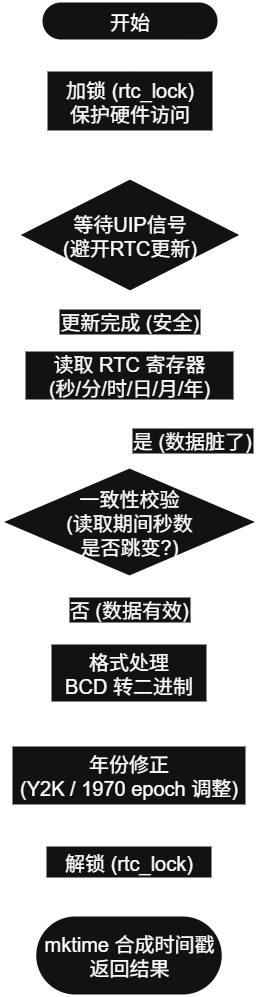 开始
加锁 (rtc_lock)
保护硬件访问
等待UIP信号
(避开RTC更新)
更新完成 (安全)
读取 RTC 寄存器
(秒/分/时/日/月/年)
是 (数据脏了)
一致性校验
(读取期间秒数
是否跳变?)
否 (数据有效)
格式处理
BCD 转二进制
年份修正
(Y2K / 1970 epoch 调整)
解锁 (rtc_lock)
mktime 合成时间戳
返回结果